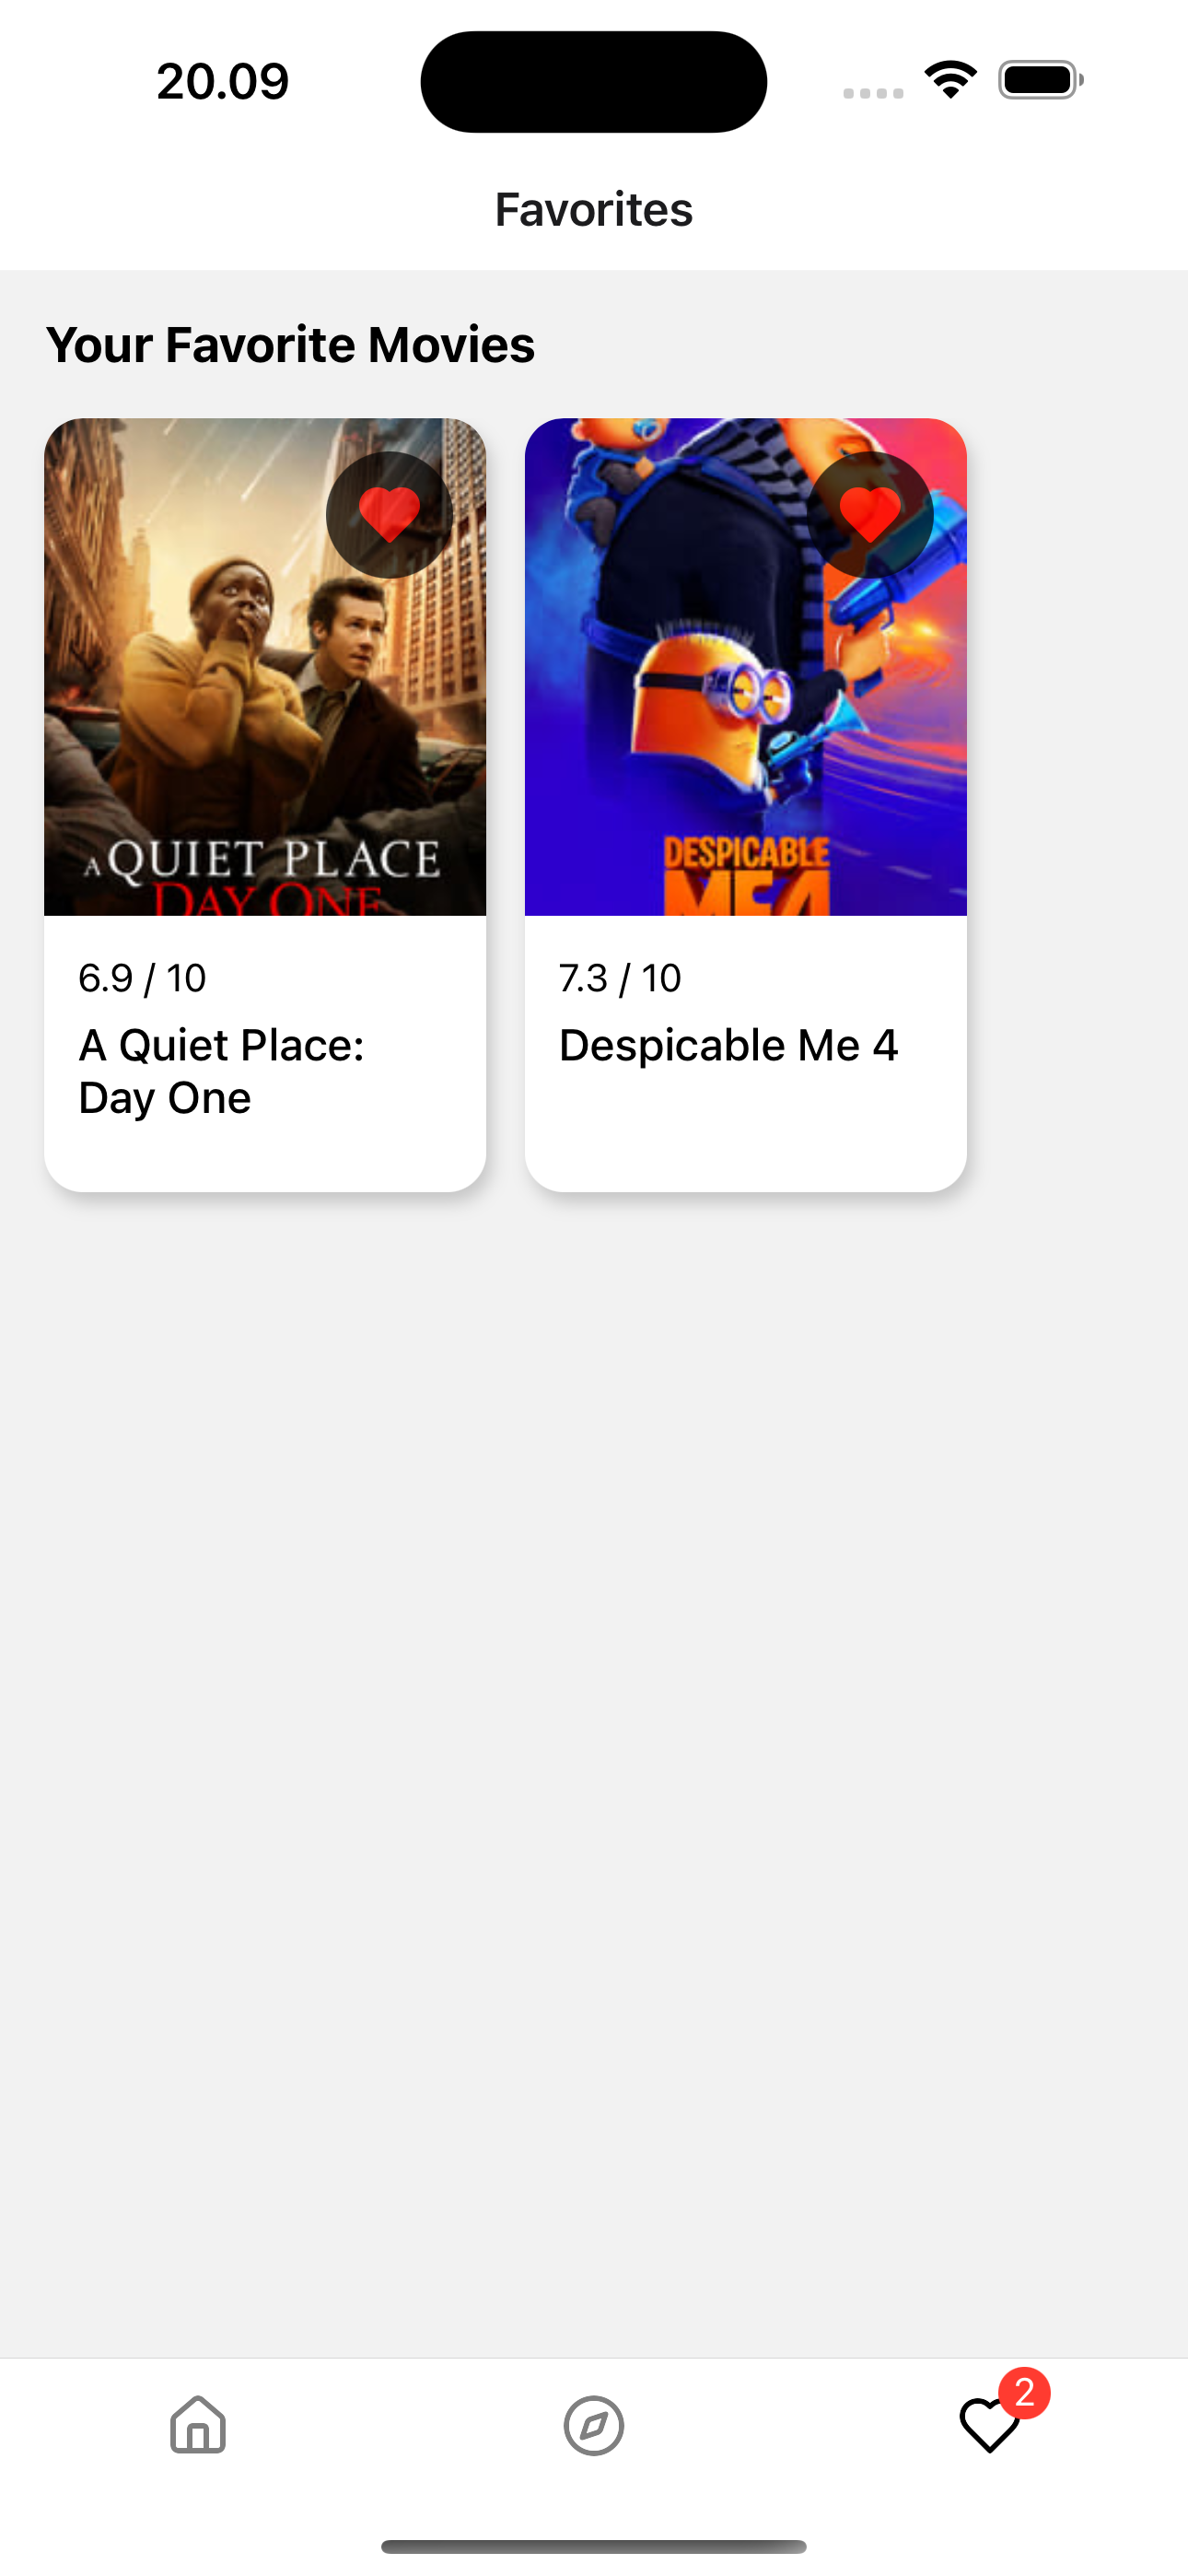 20.09
Favorites
Your Favorite Movies
A QUIET PLACE
DAY ONE
DESPICABLE
ME 4
6.9 / 10
7.3 / 10
A Quiet Place:
Day One
Despicable Me 4
2